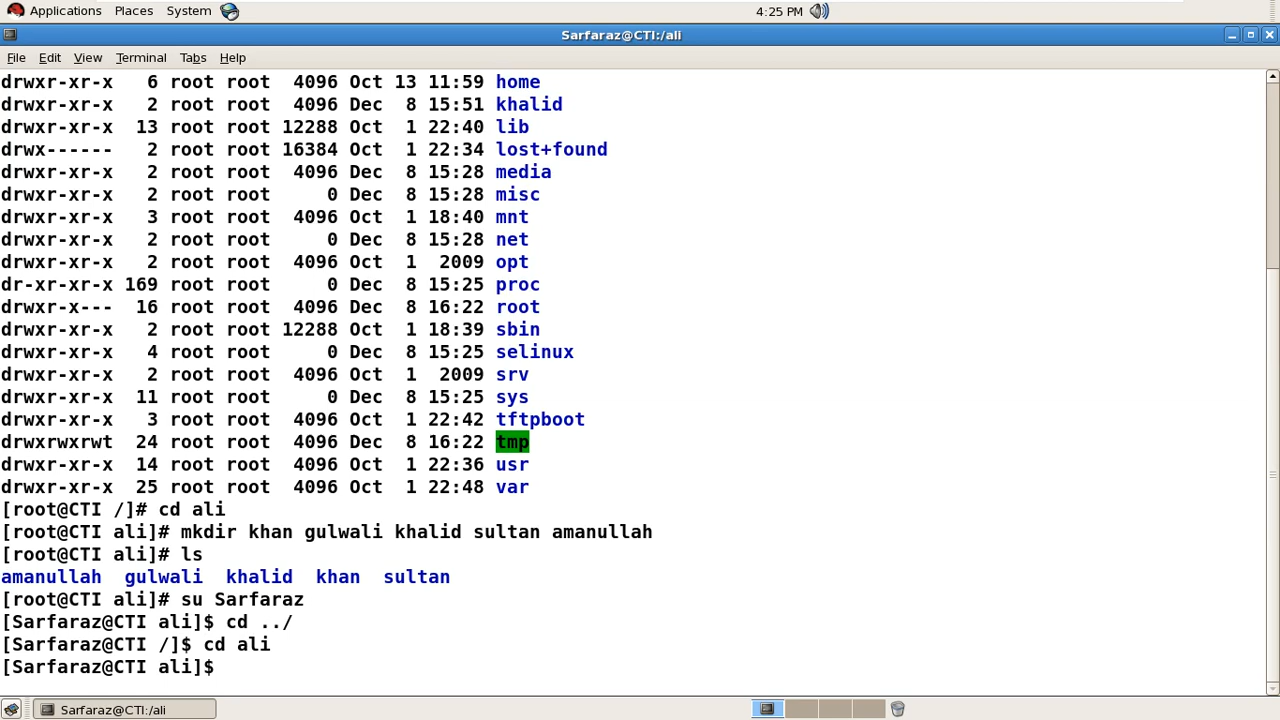 Applications Places System 4:25 PM
Sarfaraz@CTI:/ali
File Edit View Terminal Tabs Help
drwxr-xr-x 6 root root 4096 Oct 13 11:59 home
drwxr-xr-x 2 root root 4096 Dec 8 15:51 khalid
drwxr-xr-x 13 root root 12288 Oct 1 22:40 lib
drwx------ 2 root root 16384 Oct 1 22:34 lost+found
drwxr-xr-x 2 root root 4096 Dec 8 15:28 media
drwxr-xr-x 2 root root 0 Dec 8 15:28 misc
drwxr-xr-x 3 root root 4096 Oct 1 18:40 mnt
drwxr-xr-x 2 root root 0 Dec 8 15:28 net
drwxr-xr-x 2 root root 4096 Oct 1 2009 opt
dr-xr-xr-x 169 root root 0 Dec 8 15:25 proc
drwxr-x--- 16 root root 4096 Dec 8 16:22 root
drwxr-xr-x 2 root root 12288 Oct 1 18:39 sbin
drwxr-xr-x 4 root root 0 Dec 8 15:25 selinux
drwxr-xr-x 2 root root 4096 Oct 1 2009 srv
drwxr-xr-x 11 root root 0 Dec 8 15:25 sys
drwxr-xr-x 3 root root 4096 Oct 1 22:42 tftpboot
drwxrwxrwt 24 root root 4096 Dec 8 16:22 tmp
drwxr-xr-x 14 root root 4096 Oct 1 22:36 usr
drwxr-xr-x 25 root root 4096 Oct 1 22:48 var
[root@CTI /]# cd ali
[root@CTI ali]# mkdir khan gulwali khalid sultan amanullah
[root@CTI ali]# ls
amanullah gulwali khalid khan sultan
[root@CTI ali]# su Sarfaraz
[Sarfaraz@CTI ali]$ cd ../
[Sarfaraz@CTI /]$ cd ali
[Sarfaraz@CTI ali]$
Sarfaraz@CTI:/ali